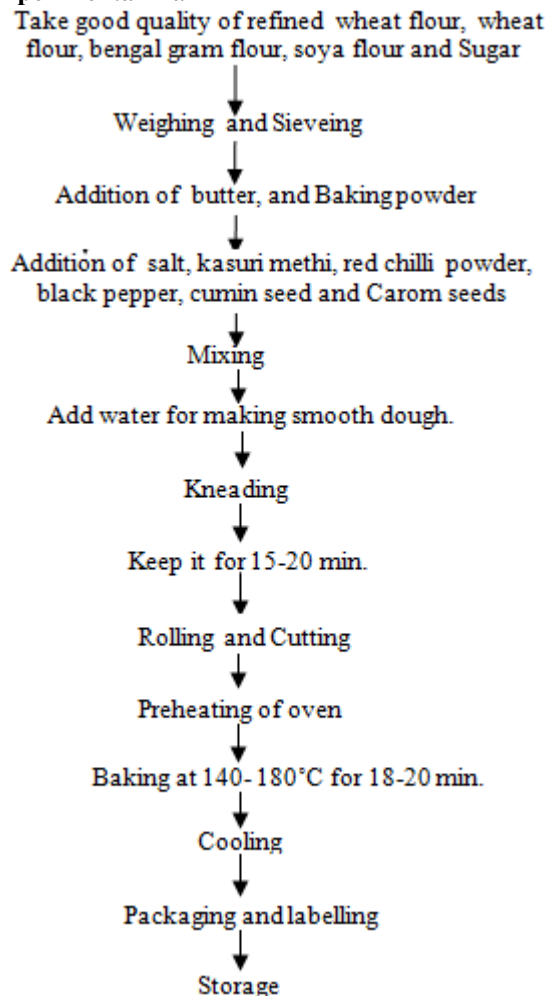 Take good quality of refined wheat flour, wheat
flour, bengal gram flour, soya flour and Sugar
Weighing and Sieveing
Addition of butter, and Baking powder
Addition of salt, kasuri methi, red chilli powder,
black pepper, cumin seed and Carom seeds
Mixing
Add water for making smooth dough.
Kneading
Keep it for 15-20 min.
Rolling and Cutting
Preheating of oven
Baking at 140-180°C for 18-20 min.
Cooling
Packaging and labelling
Storage